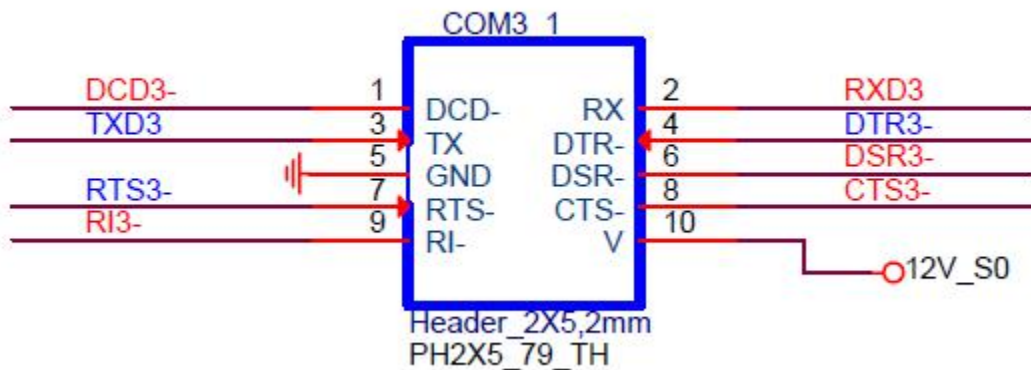 COM3_1
DCD3- 1 DCD- RX 2 RXD3
TXD3 3 TX DTR- 4 DTR3-
5 GND DSR- 6 DSR3-
RTS3- 7 RTS- CTS- 8 CTS3-
RI3- 9 RI- V 10
12V_S0
Header_2X5,2mm
PH2X5_79_TH